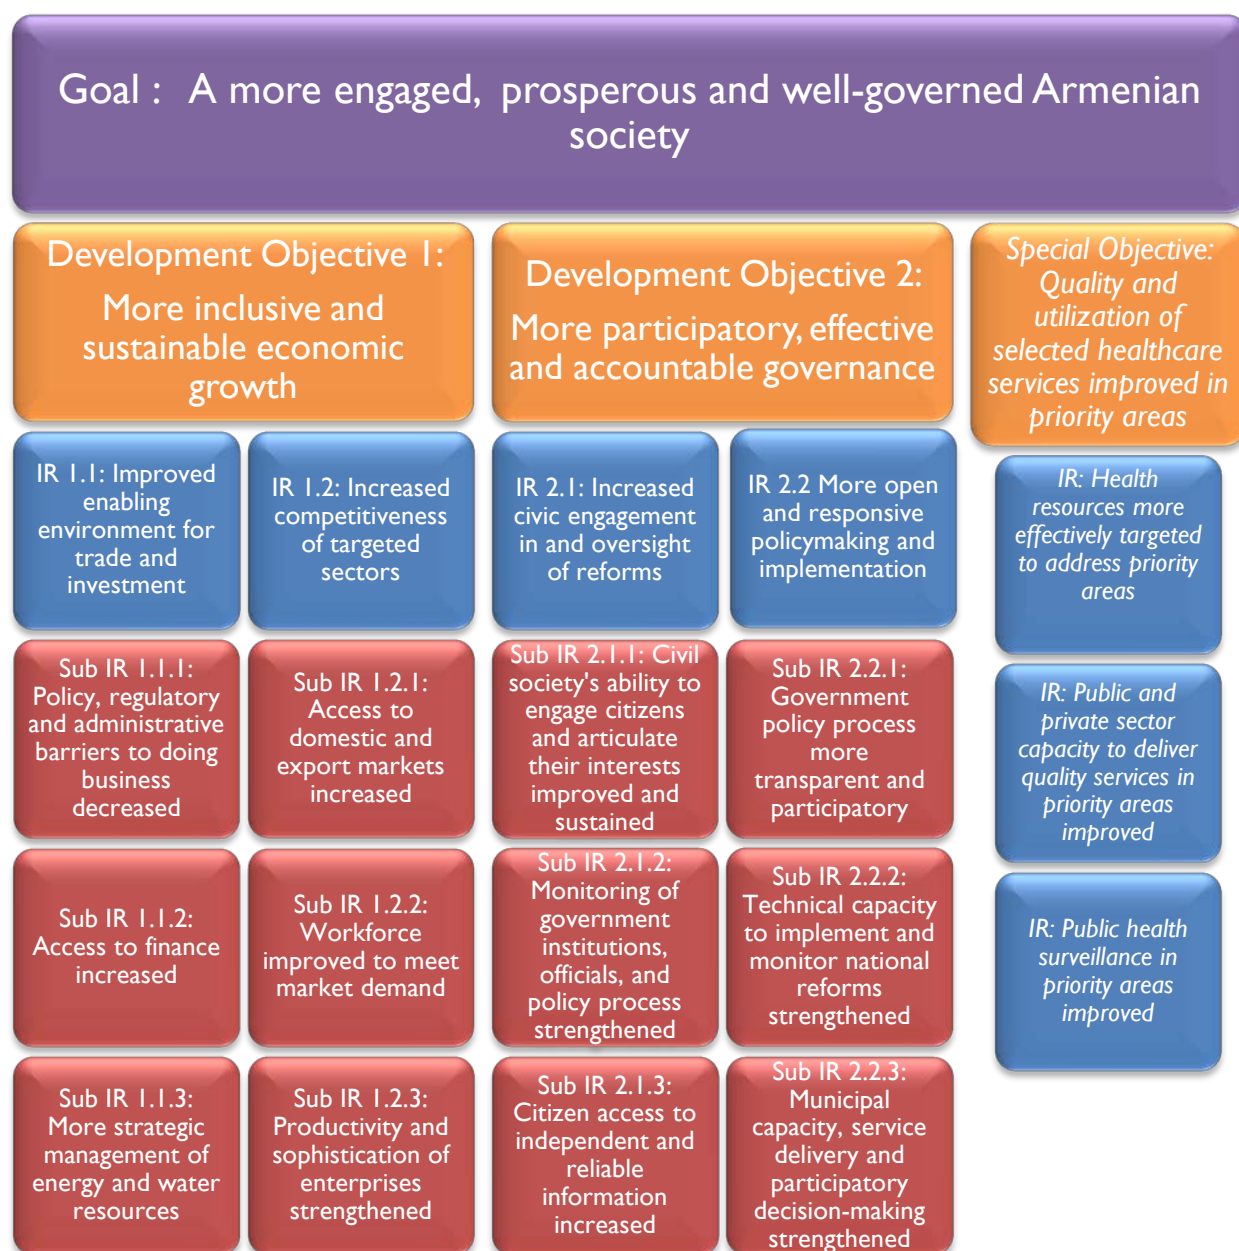 Goal :  A more engaged,  prosperous and well-governed Armenian
society
Development Objective 1:
More inclusive and
sustainable economic
growth
Development Objective 2:
More participatory, effective
and accountable governance
Special Objective:
Quality and
utilization of
selected healthcare
services improved in
priority areas
IR 1.1: Improved
enabling
environment for
trade and
investment
IR 1.2: Increased
competitiveness
of targeted
sectors
IR 2.1: Increased
civic engagement
in and oversight
of reforms
IR 2.2 More open
and responsive
policymaking and
implementation
IR: Health
resources more
effectively targeted
to address priority
areas
Sub IR 1.1.1:
Policy, regulatory
and administrative
barriers to doing
business
decreased
Sub IR 1.2.1:
Access to
domestic and
export markets
increased
Sub IR 2.1.1: Civil
society's ability to
engage citizens
and articulate
their interests
improved and
sustained
Sub IR 2.2.1:
Government
policy process
more
transparent and
participatory
IR: Public and
private sector
capacity to deliver
quality services in
priority areas
improved
Sub IR 1.1.2:
Access to finance
increased
Sub IR 1.2.2:
Workforce
improved to meet
market demand
Sub IR 2.1.2:
Monitoring of
government
institutions,
officials, and
policy process
strengthened
Sub IR 2.2.2:
Technical capacity
to implement and
monitor national
reforms
strengthened
IR: Public health
surveillance in
priority areas
improved
Sub IR 1.1.3:
More strategic
management of
energy and water
resources
Sub IR 1.2.3:
Productivity and
sophistication of
enterprises
strengthened
Sub IR 2.1.3:
Citizen access to
independent and
reliable
information
increased
Sub IR 2.2.3:
Municipal
capacity, service
delivery and
participatory
decision-making
strengthened